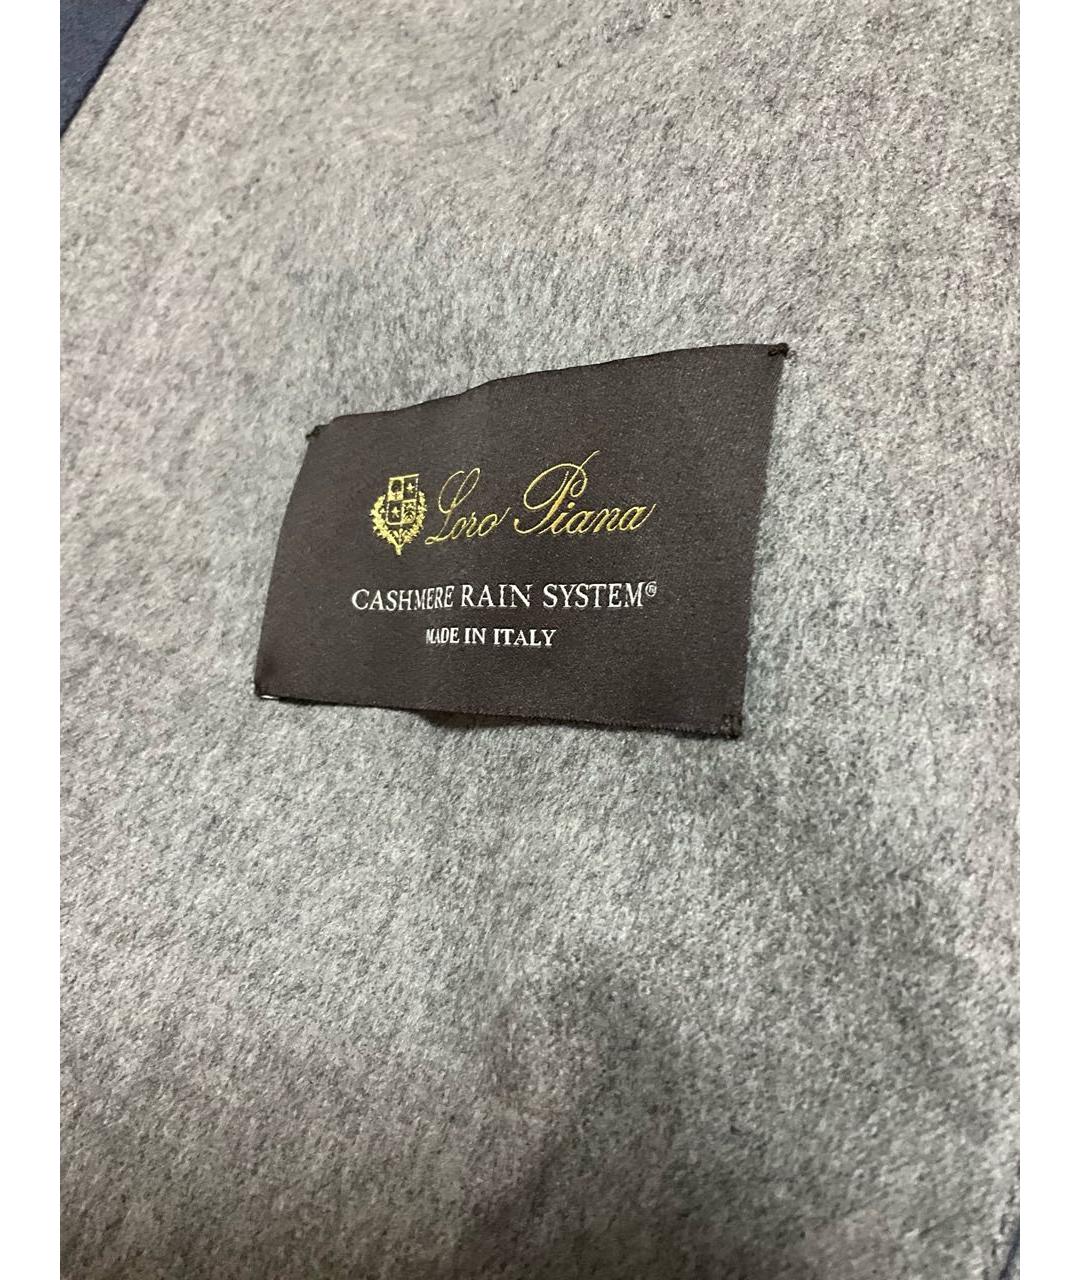 Loro Piana
CASHMERE RAIN SYSTEM®
MADE IN ITALY